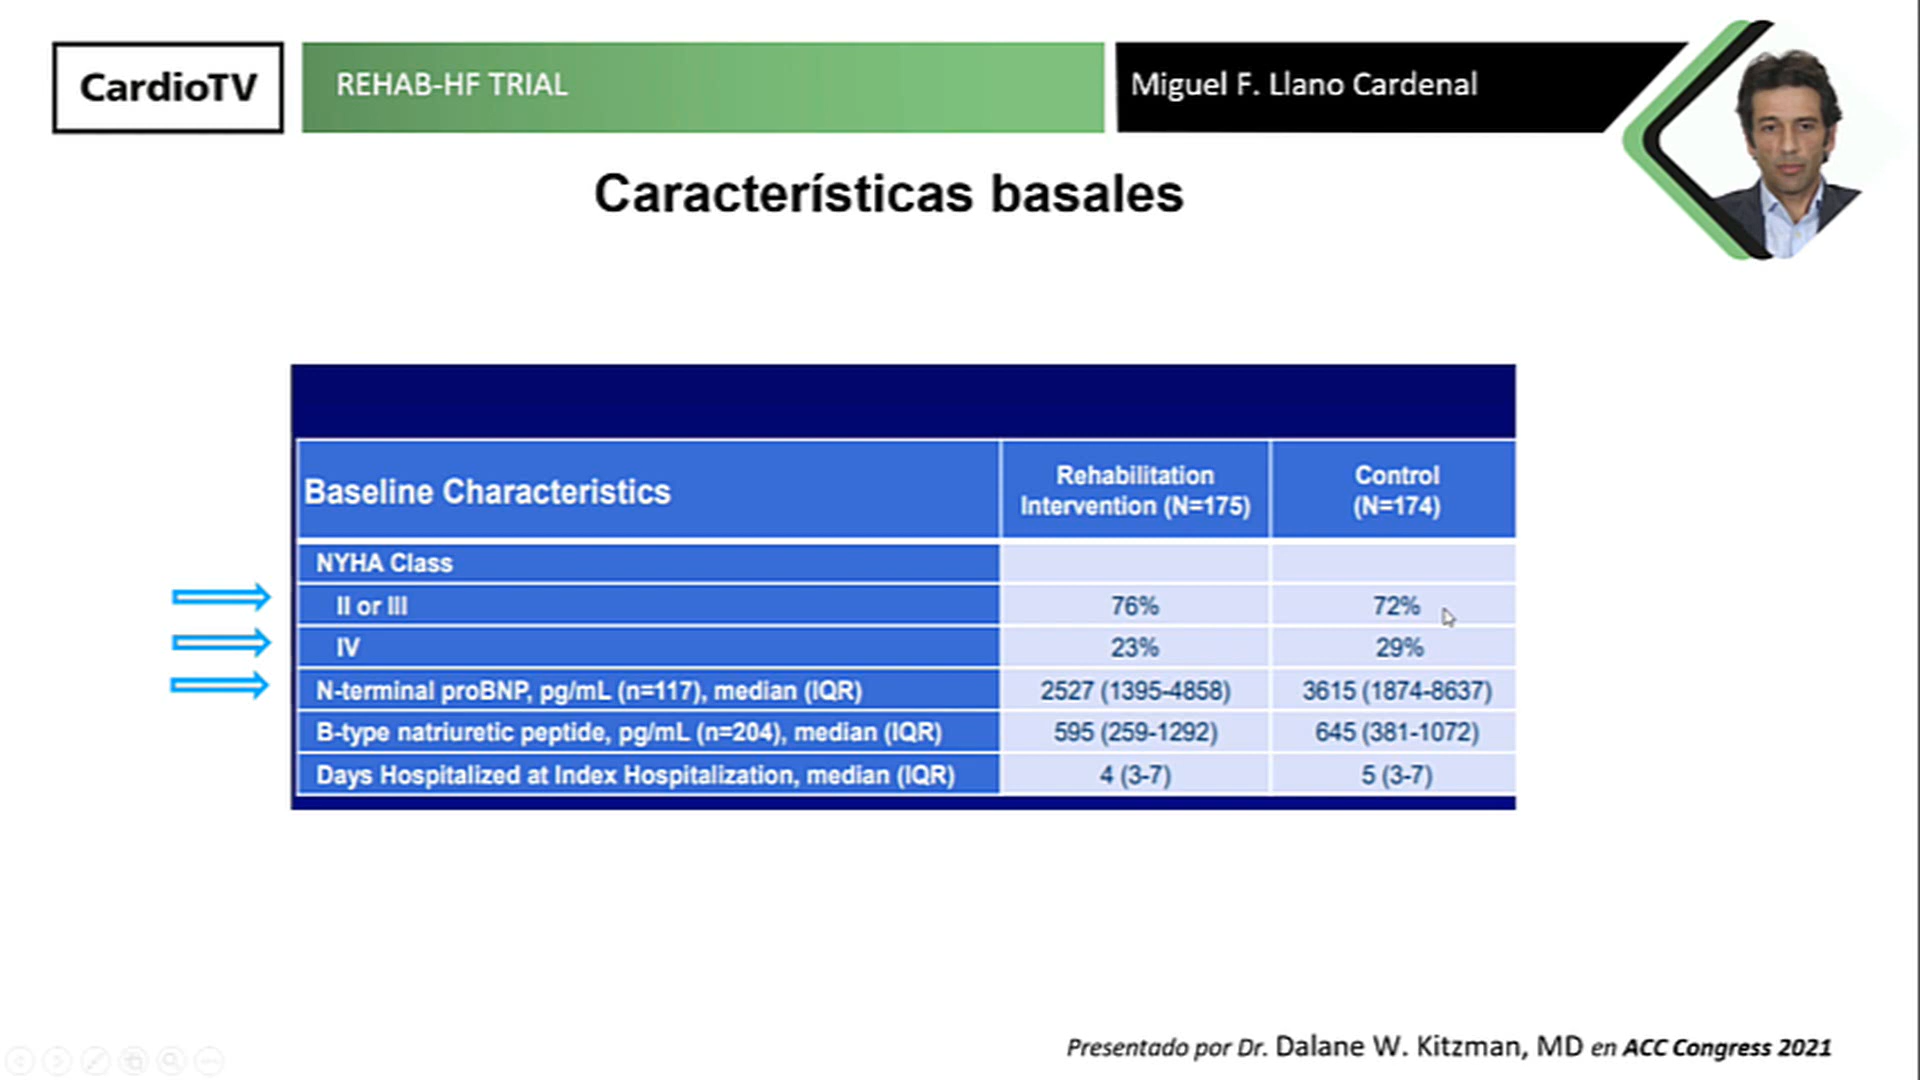 CardioTV
REHAB-HF TRIAL
Miguel F. Llano Cardenal
Características basales
Baseline Characteristics
Rehabilitation
Intervention (N=175)
Control
(N=174)
NYHA Class
II or III 76% 72%
IV 23% 29%
N-terminal proBNP, pg/mL (n=117), median (IQR) 2527 (1395-4858) 3615 (1874-8637)
B-type natriuretic peptide, pg/mL (n=204), median (IQR) 595 (259-1292) 645 (381-1072)
Days Hospitalized at Index Hospitalization, median (IQR) 4 (3-7) 5 (3-7)
Presentado por Dr. Dalane W. Kitzman, MD en ACC Congress 2021